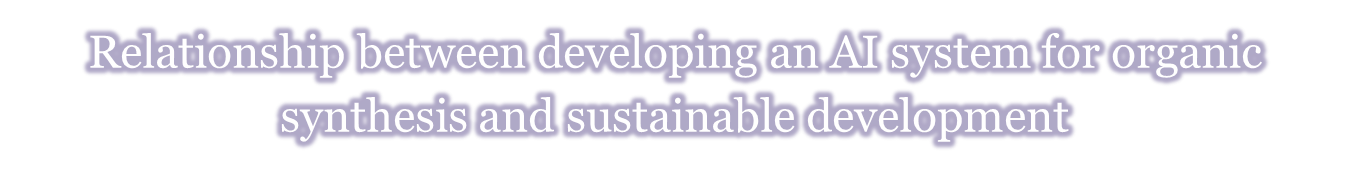 Relationship between developing an AI system for organic
synthesis and sustainable development